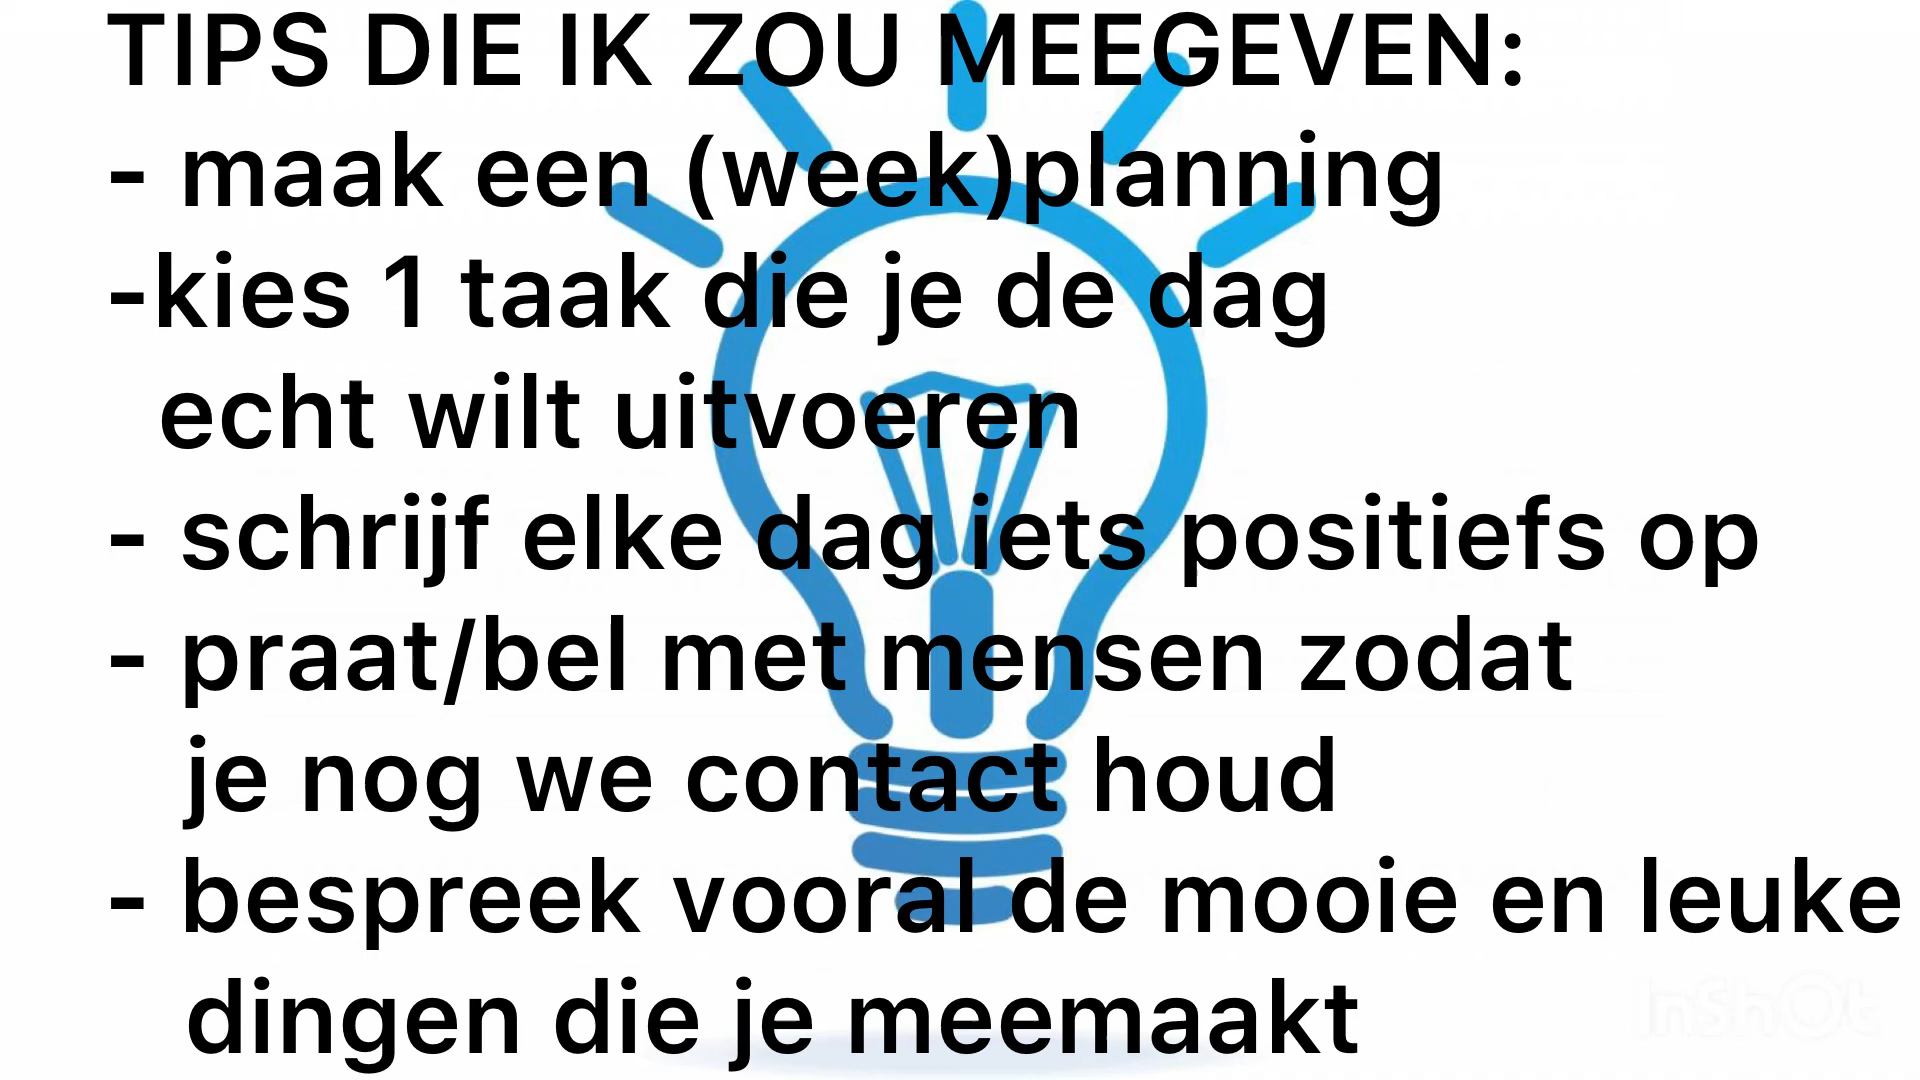 TIPS DIE IK ZOU MEEGEVEN:
- maak een (week)planning
-kies 1 taak die je de dag
echt wilt uitvoeren
- schrijf elke dag iets positiefs op
- praat/bel met mensen zodat
je nog we contact houd
- bespreek vooral de mooie en leuke
dingen die je meemaakt
InShOt